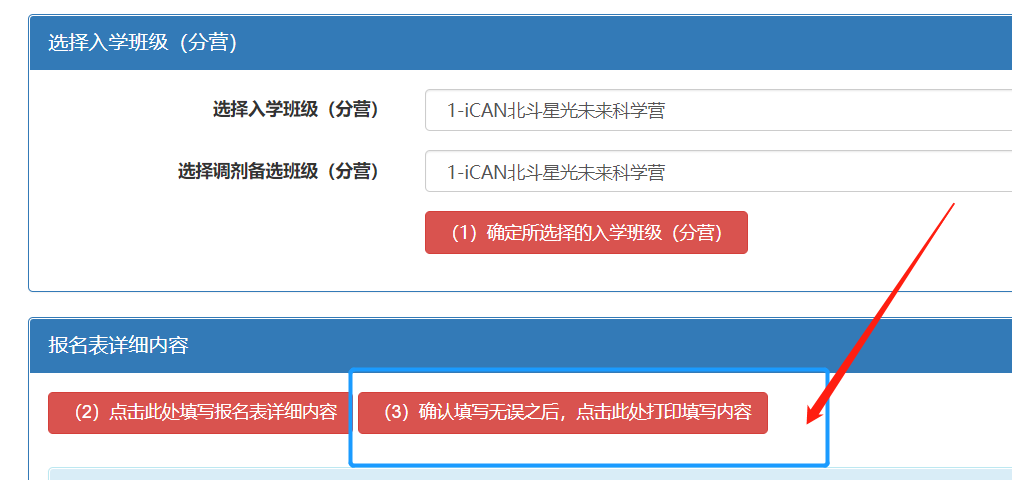 选择入学班级（分营）
选择入学班级（分营）
1-iCAN北斗星光未来科学营
选择调剂备选班级（分营）
1-iCAN北斗星光未来科学营
（1）确定所选择的入学班级（分营）
报名表详细内容
（2）点击此处填写报名表详细内容
（3）确认填写无误之后，点击此处打印填写内容